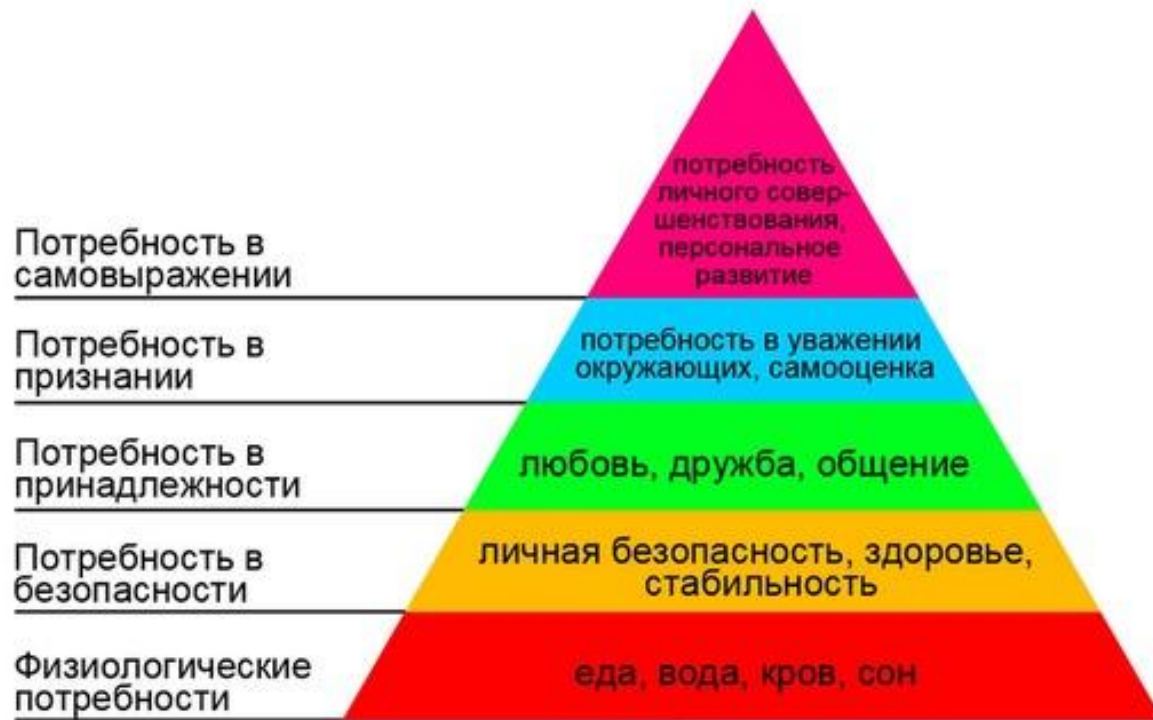 потребность
личного совер-
шенствования,
персональное
развитие
Потребность в
самовыражении
потребность в уважении
окружающих, самооценка
Потребность в
признании
любовь, дружба, общение
Потребность в
принадлежности
личная безопасность, здоровье,
стабильность
Потребность в
безопасности
еда, вода, кров, сон
Физиологические
потребности